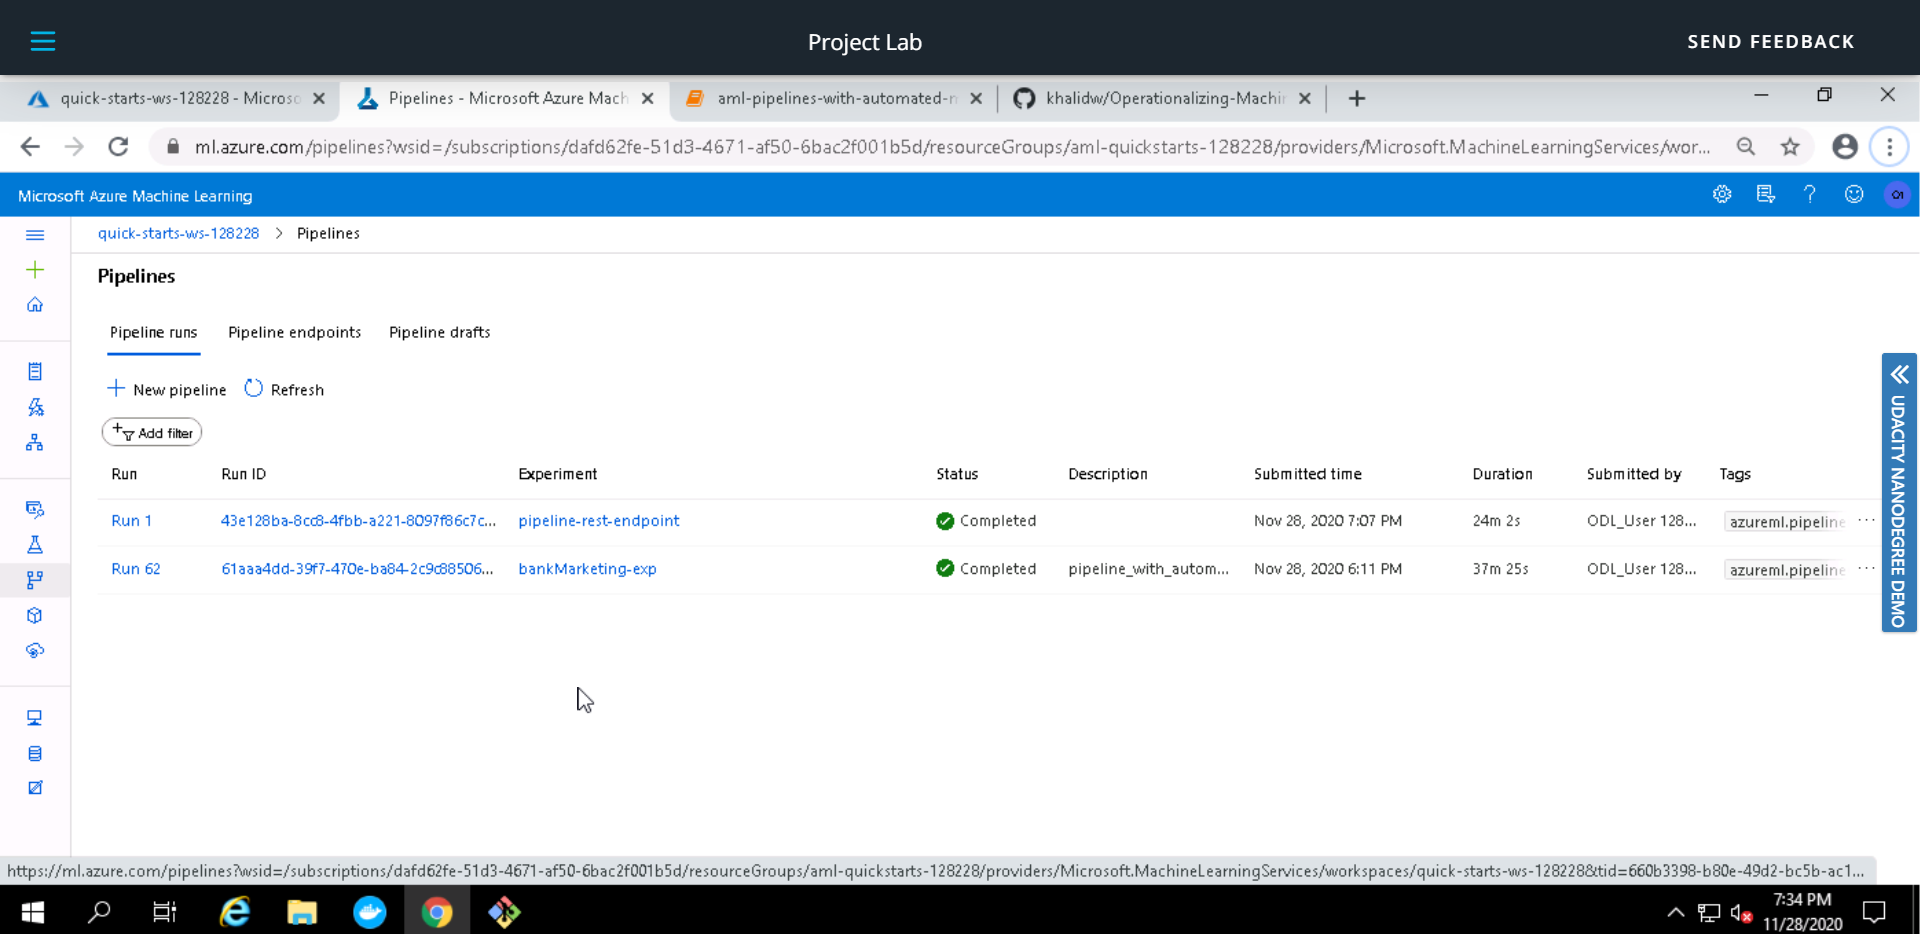 Project Lab
SEND FEEDBACK
quick-starts-ws-128228 - Microso
Pipelines - Microsoft Azure Mach
aml-pipelines-with-automated-m
khalidw/Operationalizing-Machin
ml.azure.com/pipelines?wsid=/subscriptions/dafd62fe-51d3-4671-af50-6bac2f001b5d/resourceGroups/aml-quickstarts-128228/providers/Microsoft.MachineLearningServices/wor...
Microsoft Azure Machine Learning
quick-starts-ws-128228 > Pipelines
Pipelines
Pipeline runs Pipeline endpoints Pipeline drafts
New pipeline Refresh
Add filter
Run Run ID Experiment Status Description Submitted time Duration Submitted by Tags
Run 1 43e128ba-8cc8-4fbb-a221-8097f86c7c... pipeline-rest-endpoint Completed Nov 28, 2020 7:07 PM 24m 2s ODL_User 128... azureml.pipeline ...
Run 62 61aaa4dd-39f7-470e-ba84-2c9c88506... bankMarketing-exp Completed pipeline_with_autom... Nov 28, 2020 6:11 PM 37m 25s ODL_User 128... azureml.pipeline ...
UDACITY NANODEGREE DEMO
https://ml.azure.com/pipelines?wsid=/subscriptions/dafd62fe-51d3-4671-af50-6bac2f001b5d/resourceGroups/aml-quickstarts-128228/providers/Microsoft.MachineLearningServices/workspaces/quick-starts-ws-128228&tid=660b3398-b80e-49d2-bc5b-ac1...
7:34 PM
11/28/2020